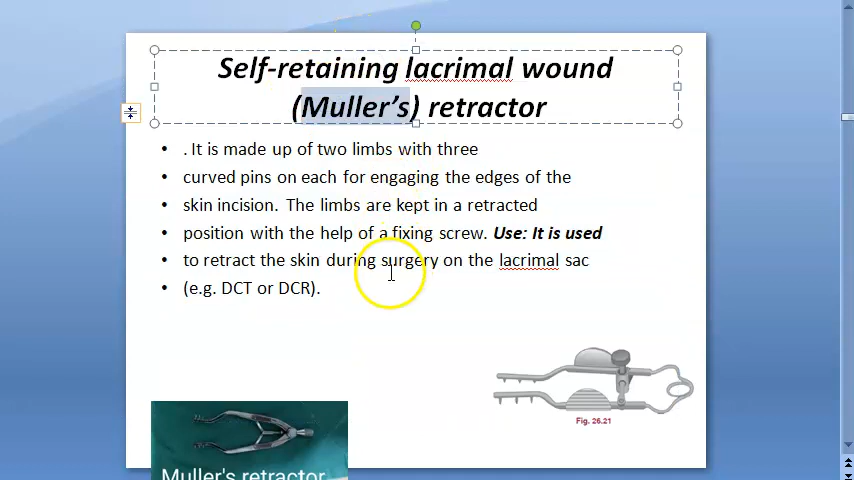 Self-retaining lacrimal wound
(Muller’s) retractor
• . It is made up of two limbs with three
• curved pins on each for engaging the edges of the
• skin incision. The limbs are kept in a retracted
• position with the help of a fixing screw. Use: It is used
• to retract the skin during surgery on the lacrimal sac
• (e.g. DCT or DCR).
Fig. 26.21
Muller's retractor